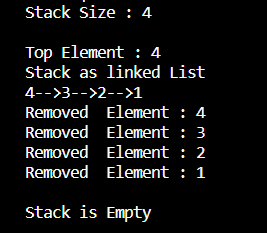 Stack Size : 4
Top Element : 4
Stack as linked List
4-->3-->2-->1
Removed  Element : 4
Removed  Element : 3
Removed  Element : 2
Removed  Element : 1
Stack is Empty